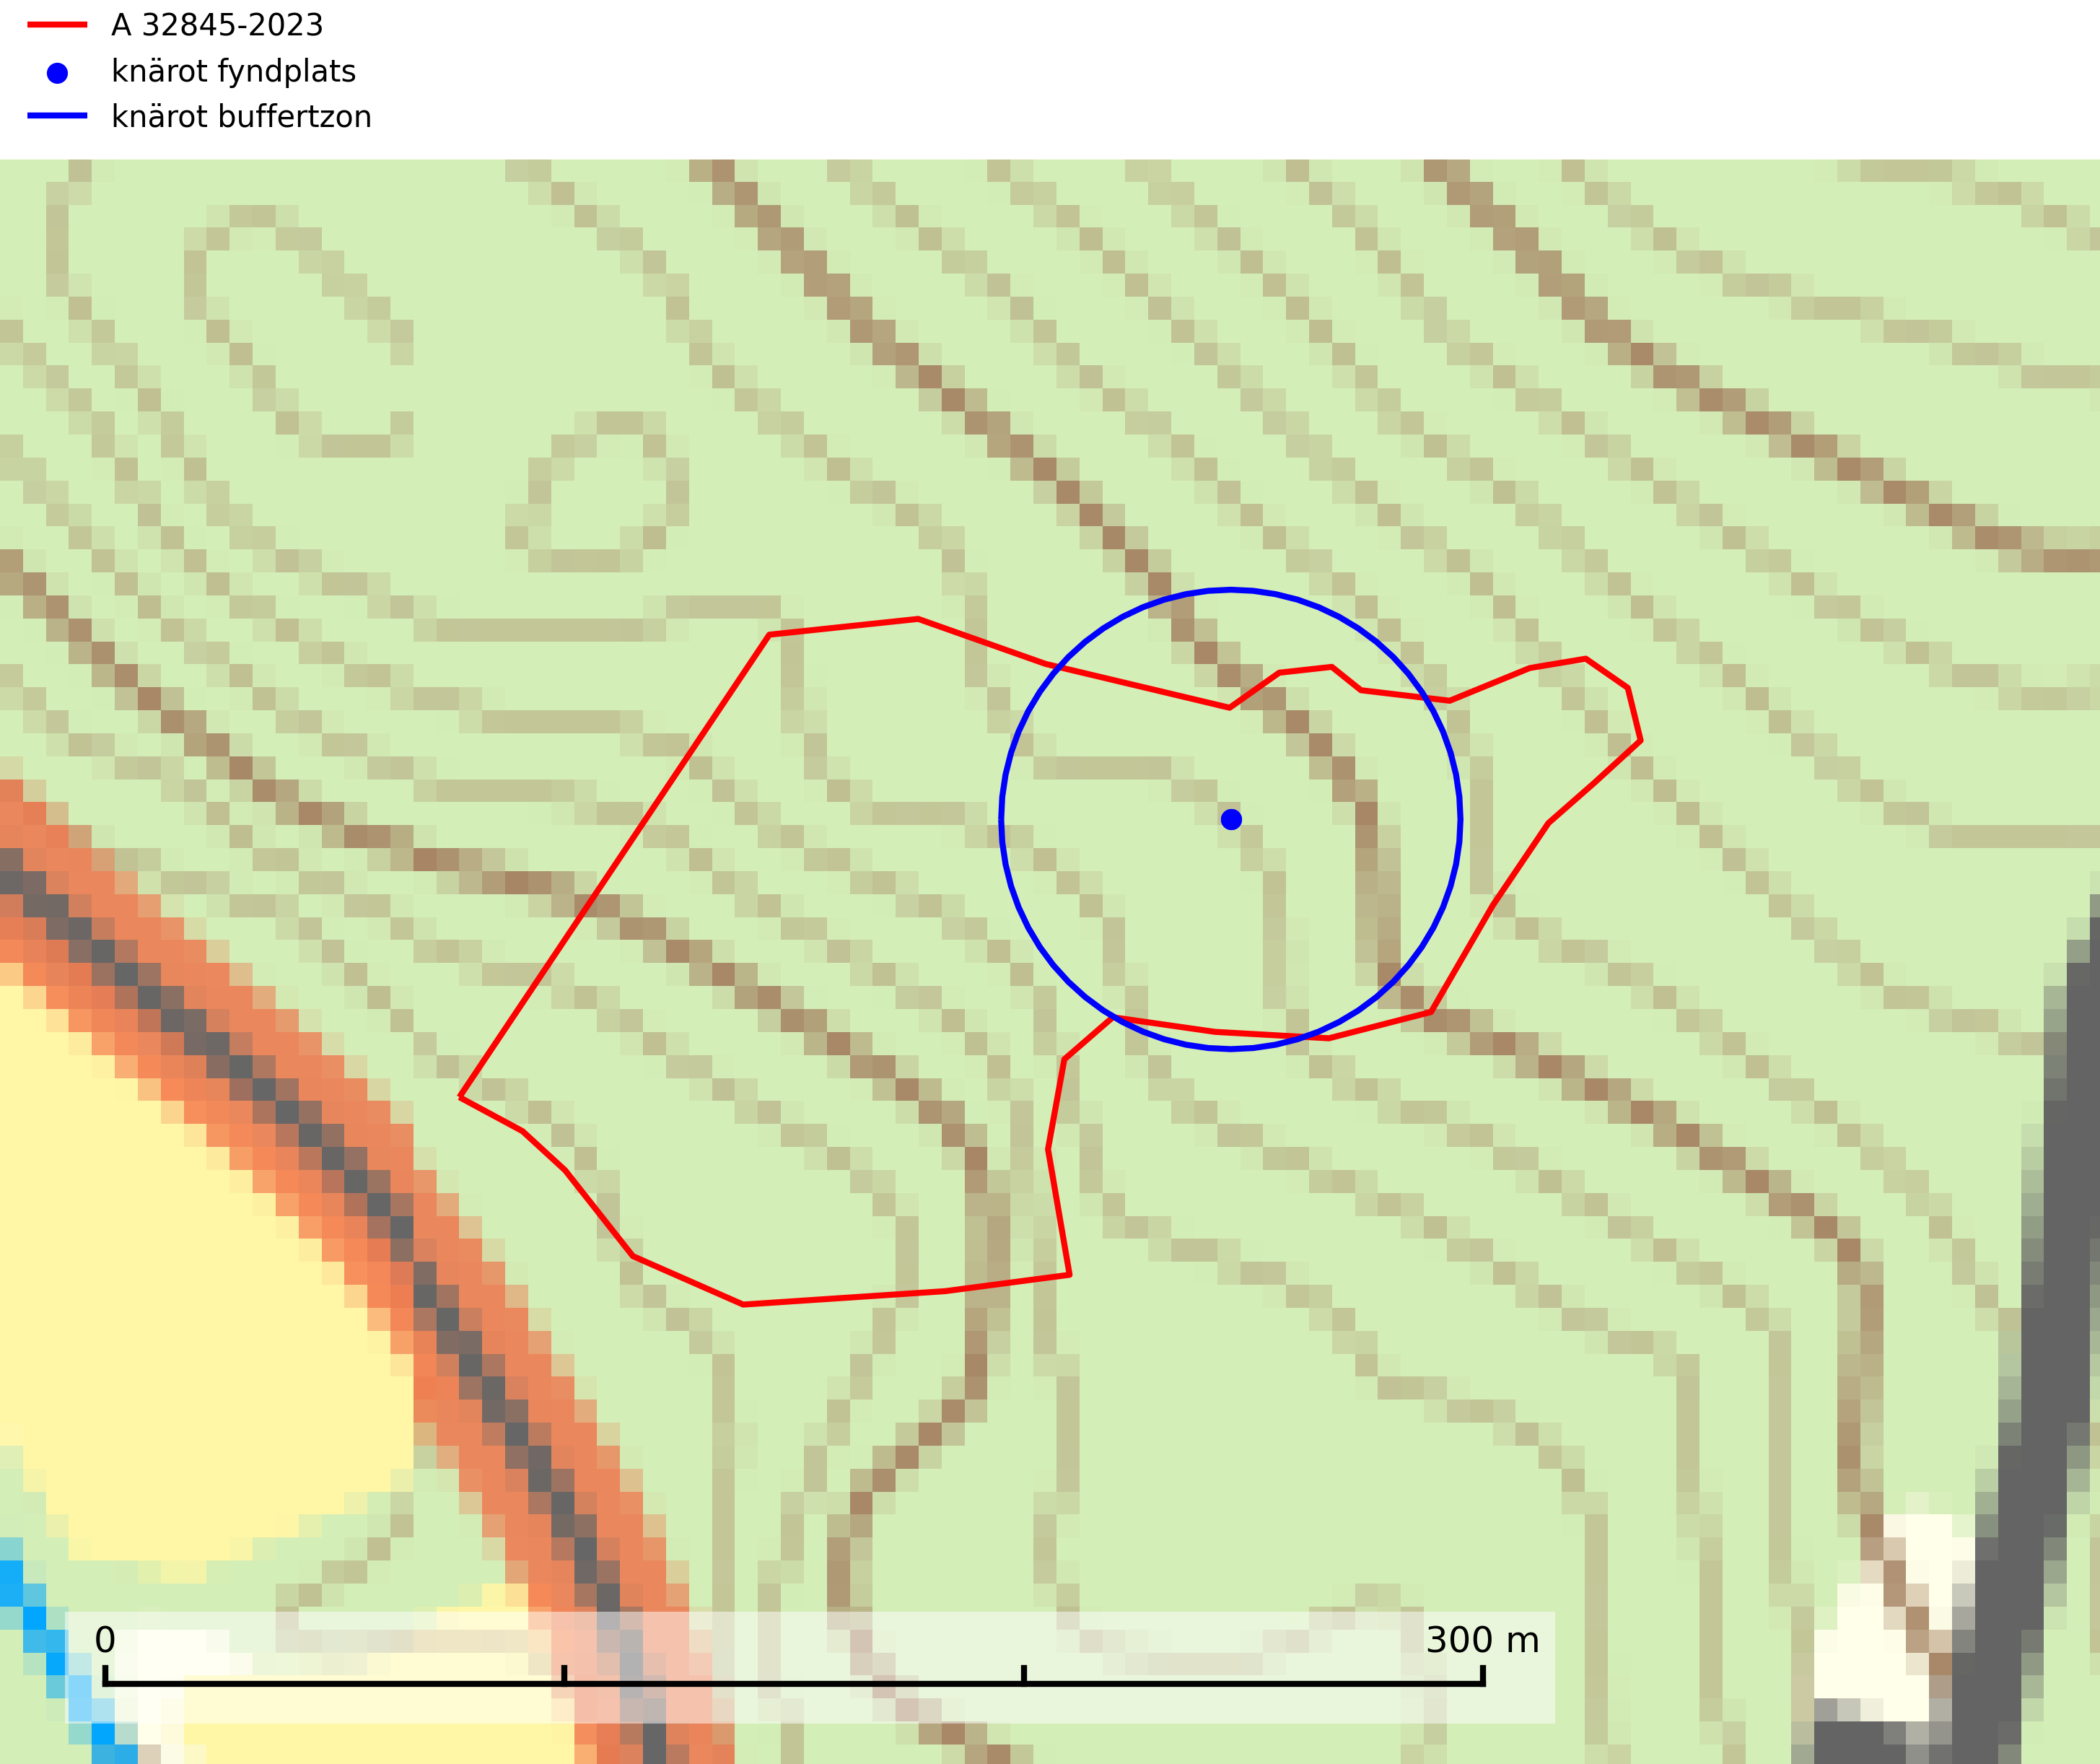 A 32845-2023
knärot fyndplats
knärot buffertzon
0 300 m